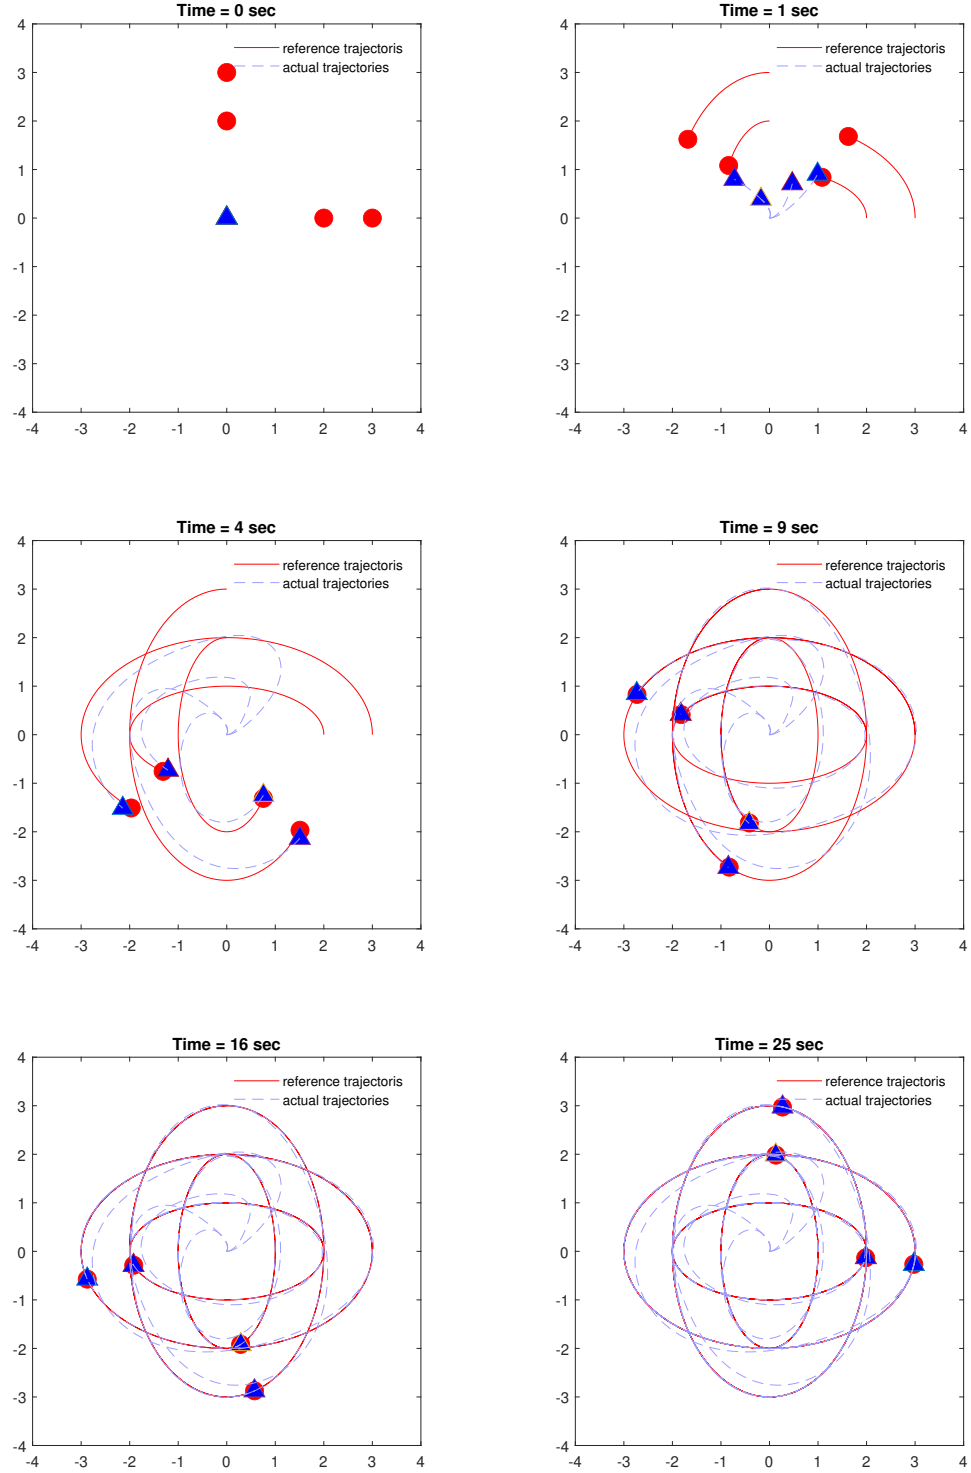 Time = 0 sec
reference trajectoris
actual trajectories
4
3
2
1
0
-1
-2
-3
-4
-4 -3 -2 -1 0 1 2 3 4
Time = 1 sec
reference trajectoris
actual trajectories
4
3
2
1
0
-1
-2
-3
-4
-4 -3 -2 -1 0 1 2 3 4
Time = 4 sec
reference trajectoris
actual trajectories
4
3
2
1
0
-1
-2
-3
-4
-4 -3 -2 -1 0 1 2 3 4
Time = 9 sec
reference trajectoris
actual trajectories
4
3
2
1
0
-1
-2
-3
-4
-4 -3 -2 -1 0 1 2 3 4
Time = 16 sec
reference trajectoris
actual trajectories
4
3
2
1
0
-1
-2
-3
-4
-4 -3 -2 -1 0 1 2 3 4
Time = 25 sec
reference trajectoris
actual trajectories
4
3
2
1
0
-1
-2
-3
-4
-4 -3 -2 -1 0 1 2 3 4